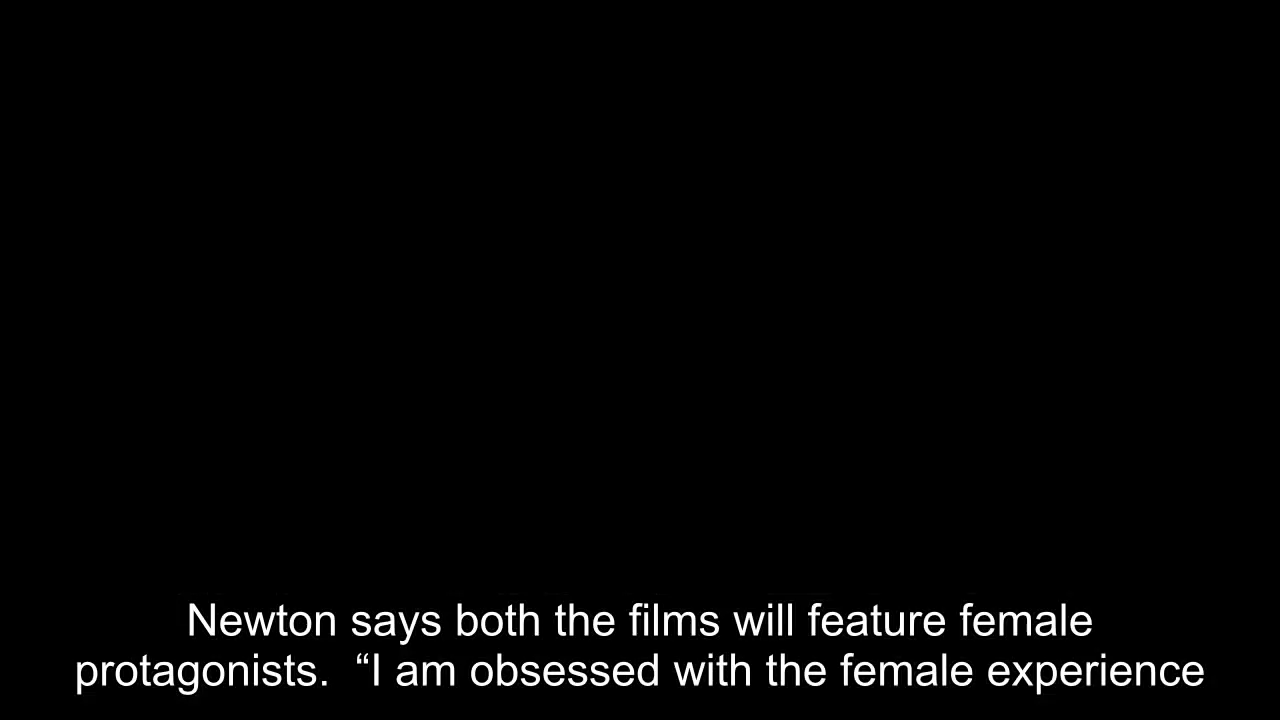 Newton says both the films will feature female
protagonists.  “I am obsessed with the female experience